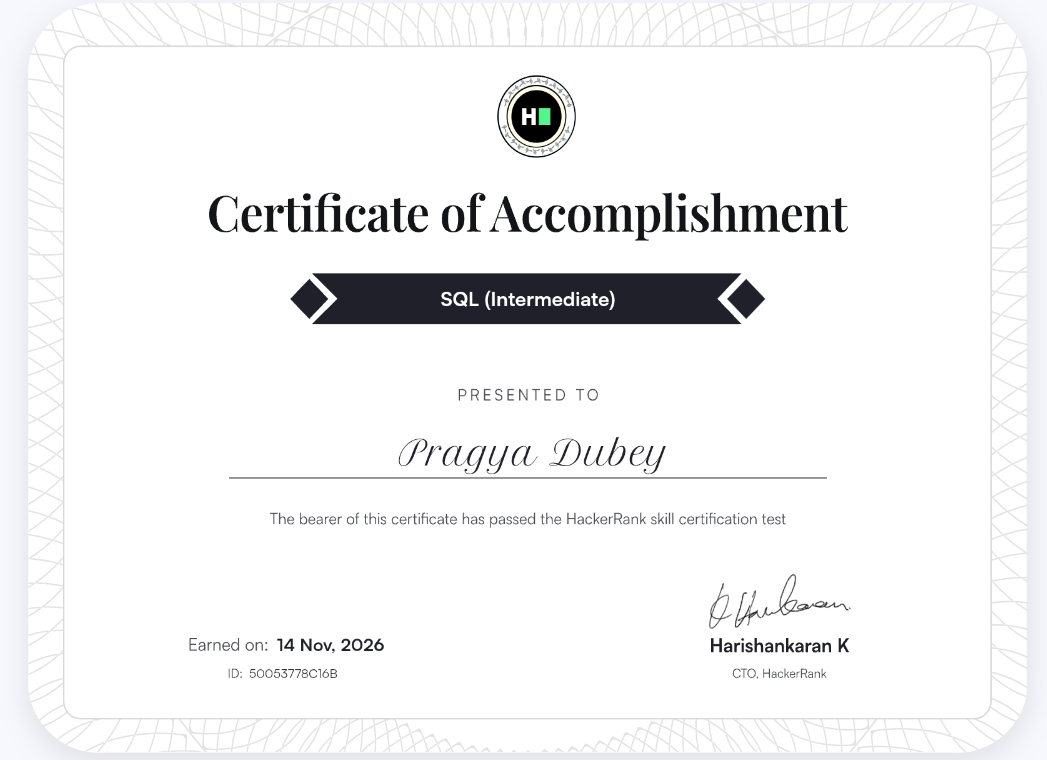 H
Certificate of Accomplishment
SQL (Intermediate)
PRESENTED TO
Pragya Dubey
The bearer of this certificate has passed the HackerRank skill certification test
Earned on: 14 Nov, 2026
ID: 50053778C16B
Harishankaran K
CTO, HackerRank